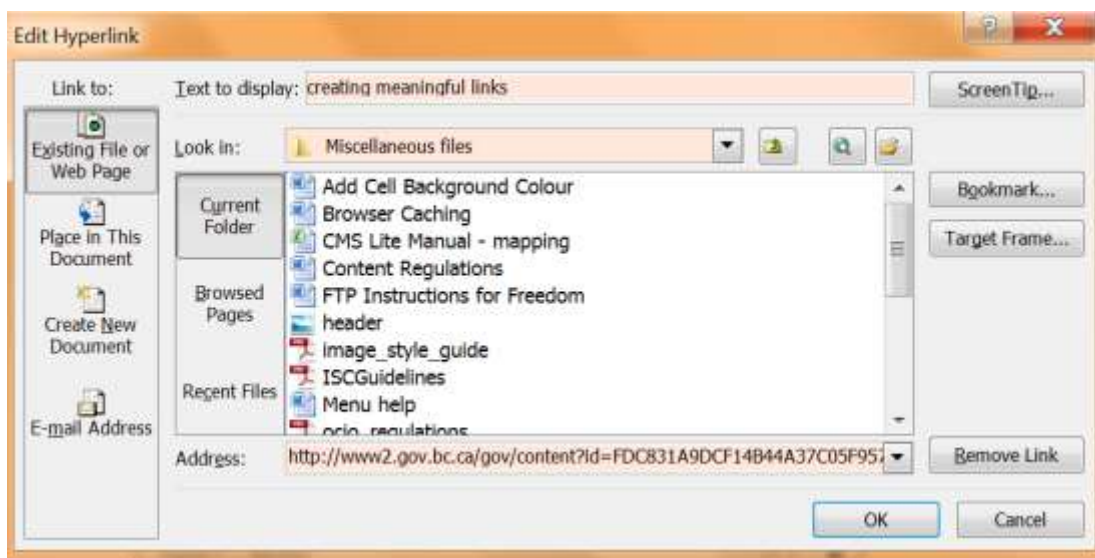 Edit Hyperlink
Link to:
Text to display: creating meaningful links
ScreenTip...
Existing File or
Web Page
Look in:
Miscellaneous files
Place in This
Document
Create New
Document
E-mail Address
Current
Folder
Browsed
Pages
Recent Files
Add Cell Background Colour
Browser Caching
CMS Lite Manual - mapping
Content Regulations
FTP Instructions for Freedom
header
image_style_guide
ISCGuidelines
Menu help
ocio_regulations
Bookmark...
Target Frame...
Address: http://www2.gov.bc.ca/gov/content?id=FDC831A9DCF14B44A37C05F957
Remove Link
OK
Cancel